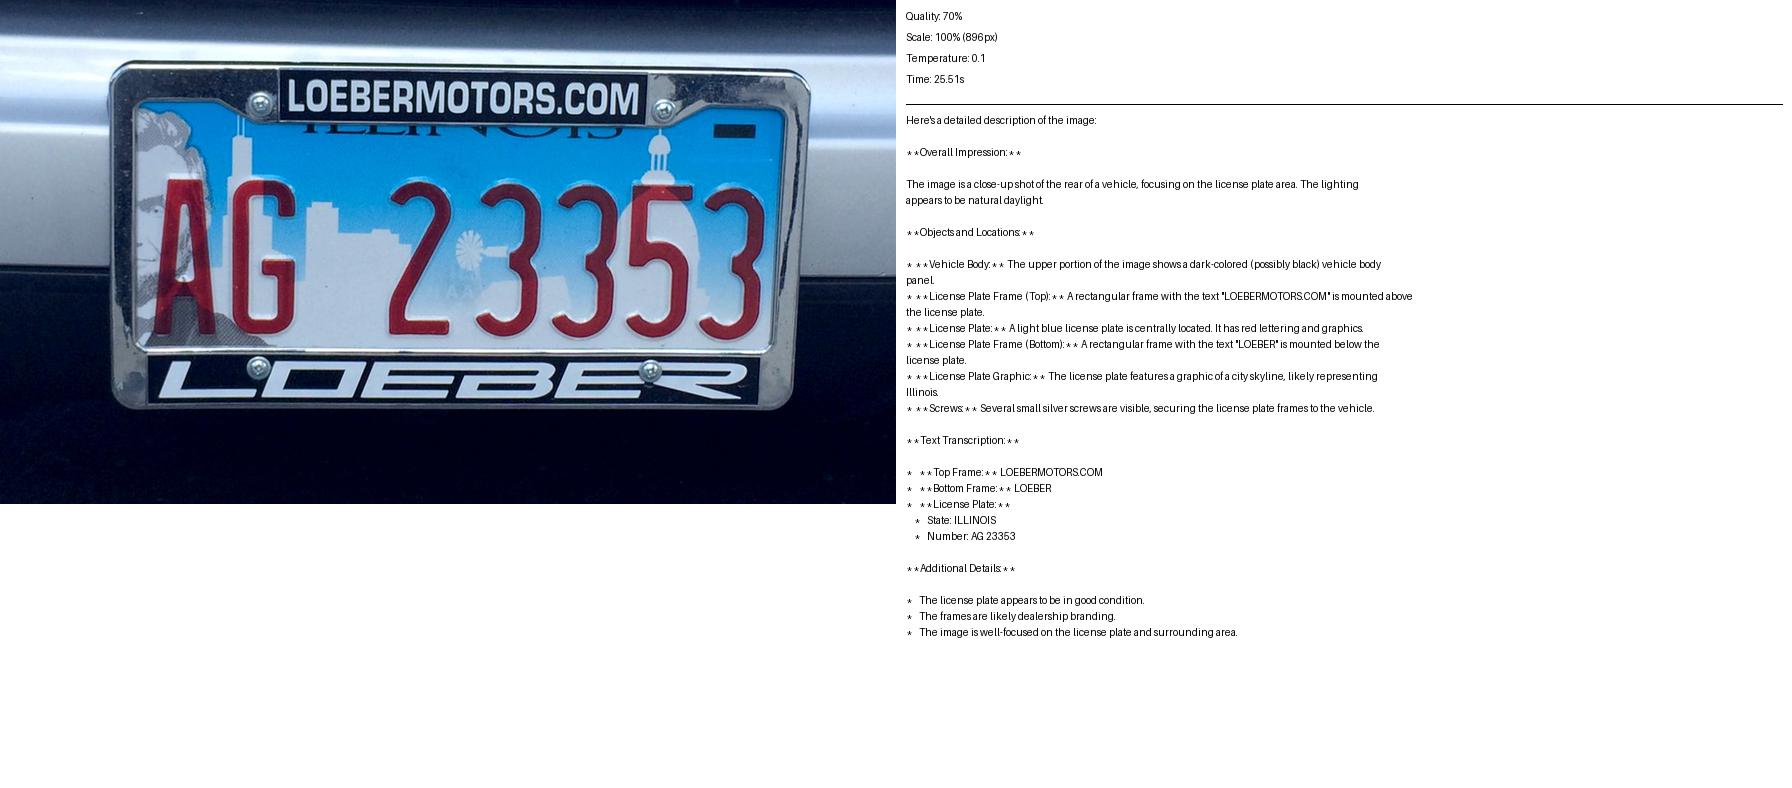 LOEBERMOTORS.COM
ILLINOIS
AG 23353
LOEBER
Quality: 70%
Scale: 100% (896px)
Temperature: 0.1
Time: 25.51s
Here's a detailed description of the image:
**Overall Impression:**
The image is a close-up shot of the rear of a vehicle, focusing on the license plate area. The lighting
appears to be natural daylight.
**Objects and Locations:**
* **Vehicle Body:** The upper portion of the image shows a dark-colored (possibly black) vehicle body
panel.
* **License Plate Frame (Top):** A rectangular frame with the text "LOEBERMOTORS.COM" is mounted above
the license plate.
* **License Plate:** A light blue license plate is centrally located. It has red lettering and graphics.
* **License Plate Frame (Bottom):** A rectangular frame with the text "LOEBER" is mounted below the
license plate.
* **License Plate Graphic:** The license plate features a graphic of a city skyline, likely representing
Illinois.
* **Screws:** Several small silver screws are visible, securing the license plate frames to the vehicle.
**Text Transcription:**
* **Top Frame:** LOEBERMOTORS.COM
* **Bottom Frame:** LOEBER
* **License Plate:**
* State: ILLINOIS
* Number: AG 23353
**Additional Details:**
* The license plate appears to be in good condition.
* The frames are likely dealership branding.
* The image is well-focused on the license plate and surrounding area.